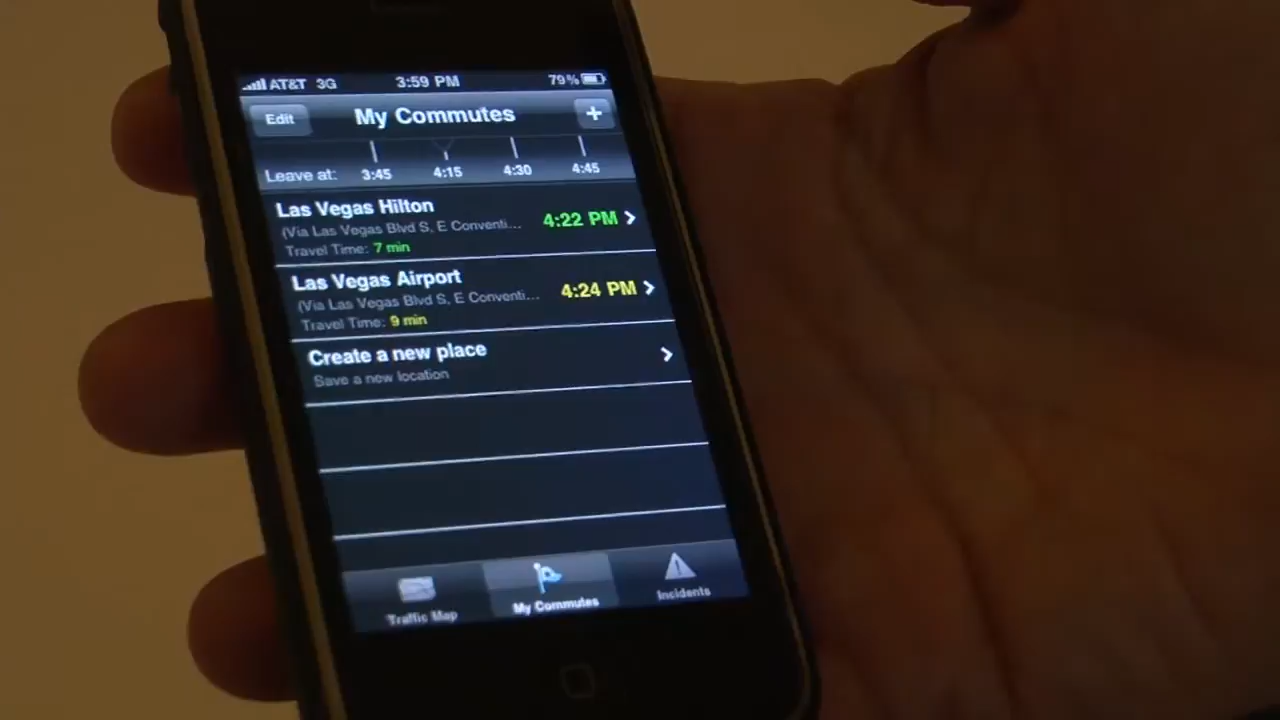 AT&T 3G 3:59 PM 79%
Edit My Commutes +
Leave at: 3:45 4:15 4:30 4:45
Las Vegas Hilton
(Via Las Vegas Blvd S, E Conventi... 4:22 PM
Travel Time: 7 min
Las Vegas Airport
(Via Las Vegas Blvd S, E Conventi... 4:24 PM
Travel Time: 9 min
Create a new place
Save a new location
Traffic Map My Commutes Incidents